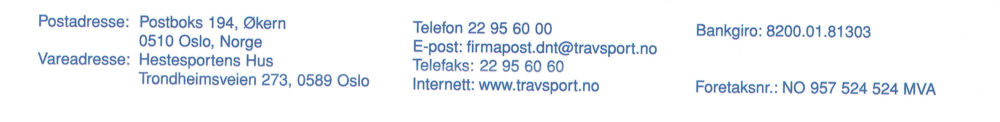 Postadresse: Postboks 194, Økern
0510 Oslo, Norge
Vareadresse: Hestesportens Hus
Trondheimsveien 273, 0589 Oslo
Telefon 22 95 60 00
E-post: firmapost.dnt@travsport.no
Telefaks: 22 95 60 60
Internett: www.travsport.no
Bankgiro: 8200.01.81303
Foretaksnr.: NO 957 524 524 MVA